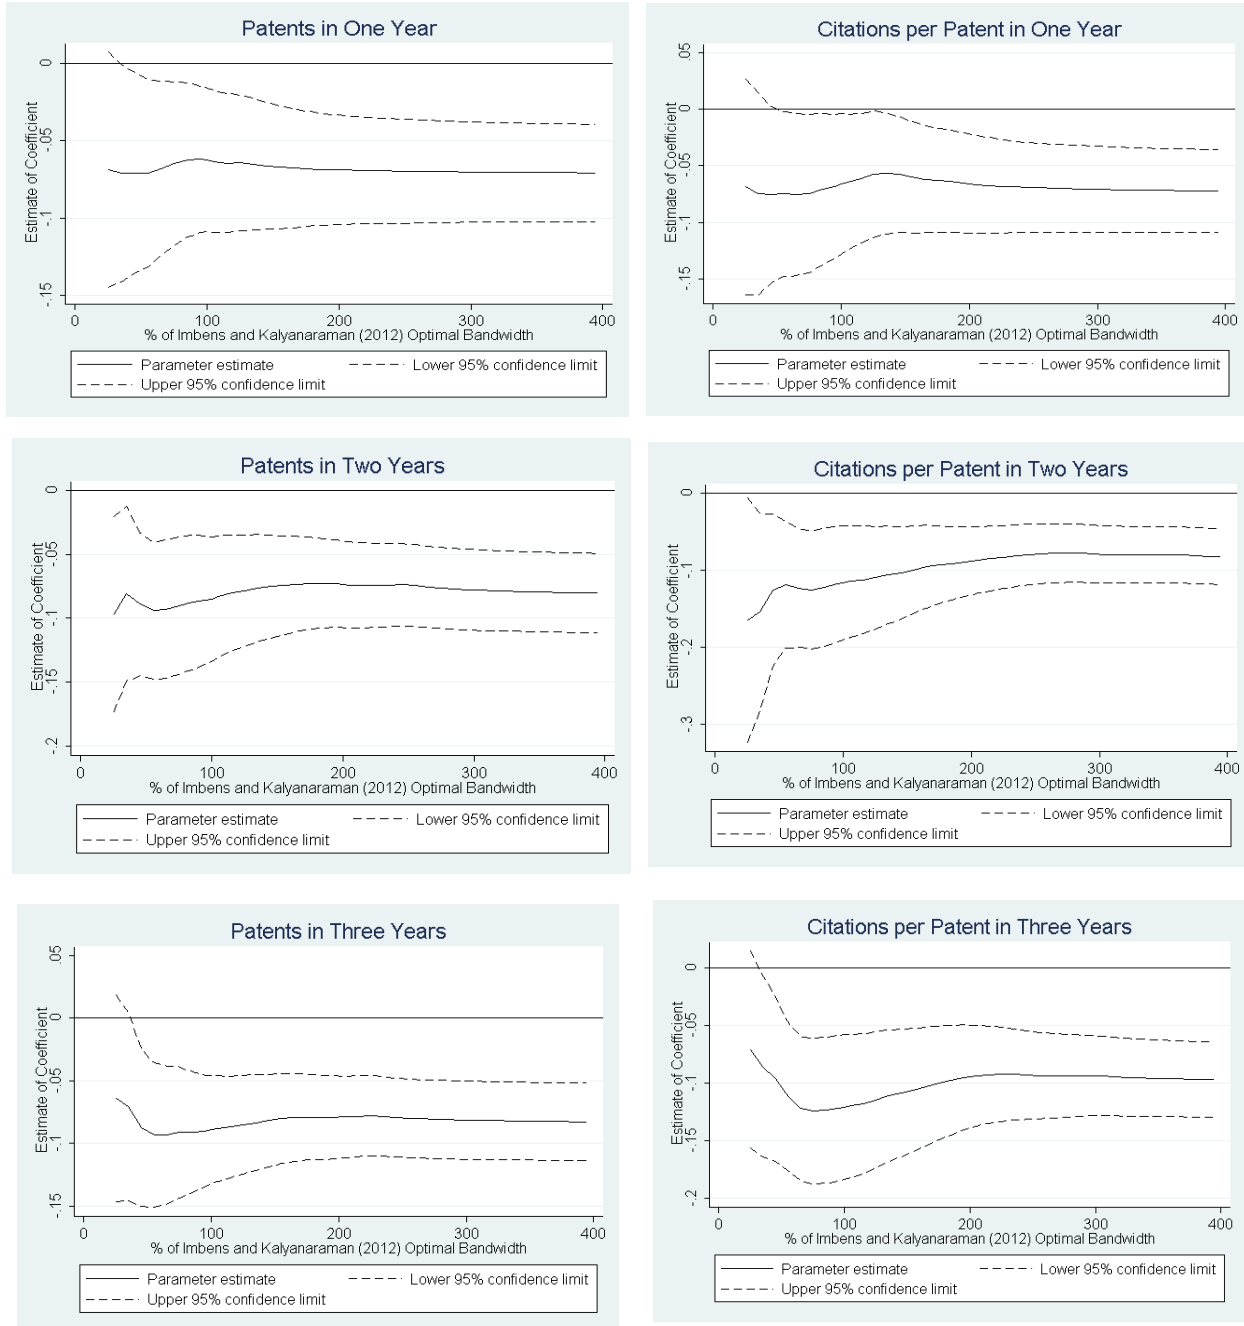 Patents in One Year
Estimate of Coefficient
0
-.05
-.1
-.15
0 100 200 300 400
% of Imbens and Kalyanaraman (2012) Optimal Bandwidth
Parameter estimate Lower 95% confidence limit
Upper 95% confidence limit
Citations per Patent in One Year
Estimate of Coefficient
.05
0
-.05
-.1
-.15
0 100 200 300 400
% of Imbens and Kalyanaraman (2012) Optimal Bandwidth
Parameter estimate Lower 95% confidence limit
Upper 95% confidence limit
Patents in Two Years
Estimate of Coefficient
0
-.05
-.1
-.15
-.2
0 100 200 300 400
% of Imbens and Kalyanaraman (2012) Optimal Bandwidth
Parameter estimate Lower 95% confidence limit
Upper 95% confidence limit
Citations per Patent in Two Years
Estimate of Coefficient
0
-.1
-.2
-.3
0 100 200 300 400
% of Imbens and Kalyanaraman (2012) Optimal Bandwidth
Parameter estimate Lower 95% confidence limit
Upper 95% confidence limit
Patents in Three Years
Estimate of Coefficient
.05
0
-.05
-.1
-.15
0 100 200 300 400
% of Imbens and Kalyanaraman (2012) Optimal Bandwidth
Parameter estimate Lower 95% confidence limit
Upper 95% confidence limit
Citations per Patent in Three Years
Estimate of Coefficient
0
-.05
-.1
-.15
-.2
0 100 200 300 400
% of Imbens and Kalyanaraman (2012) Optimal Bandwidth
Parameter estimate Lower 95% confidence limit
Upper 95% confidence limit